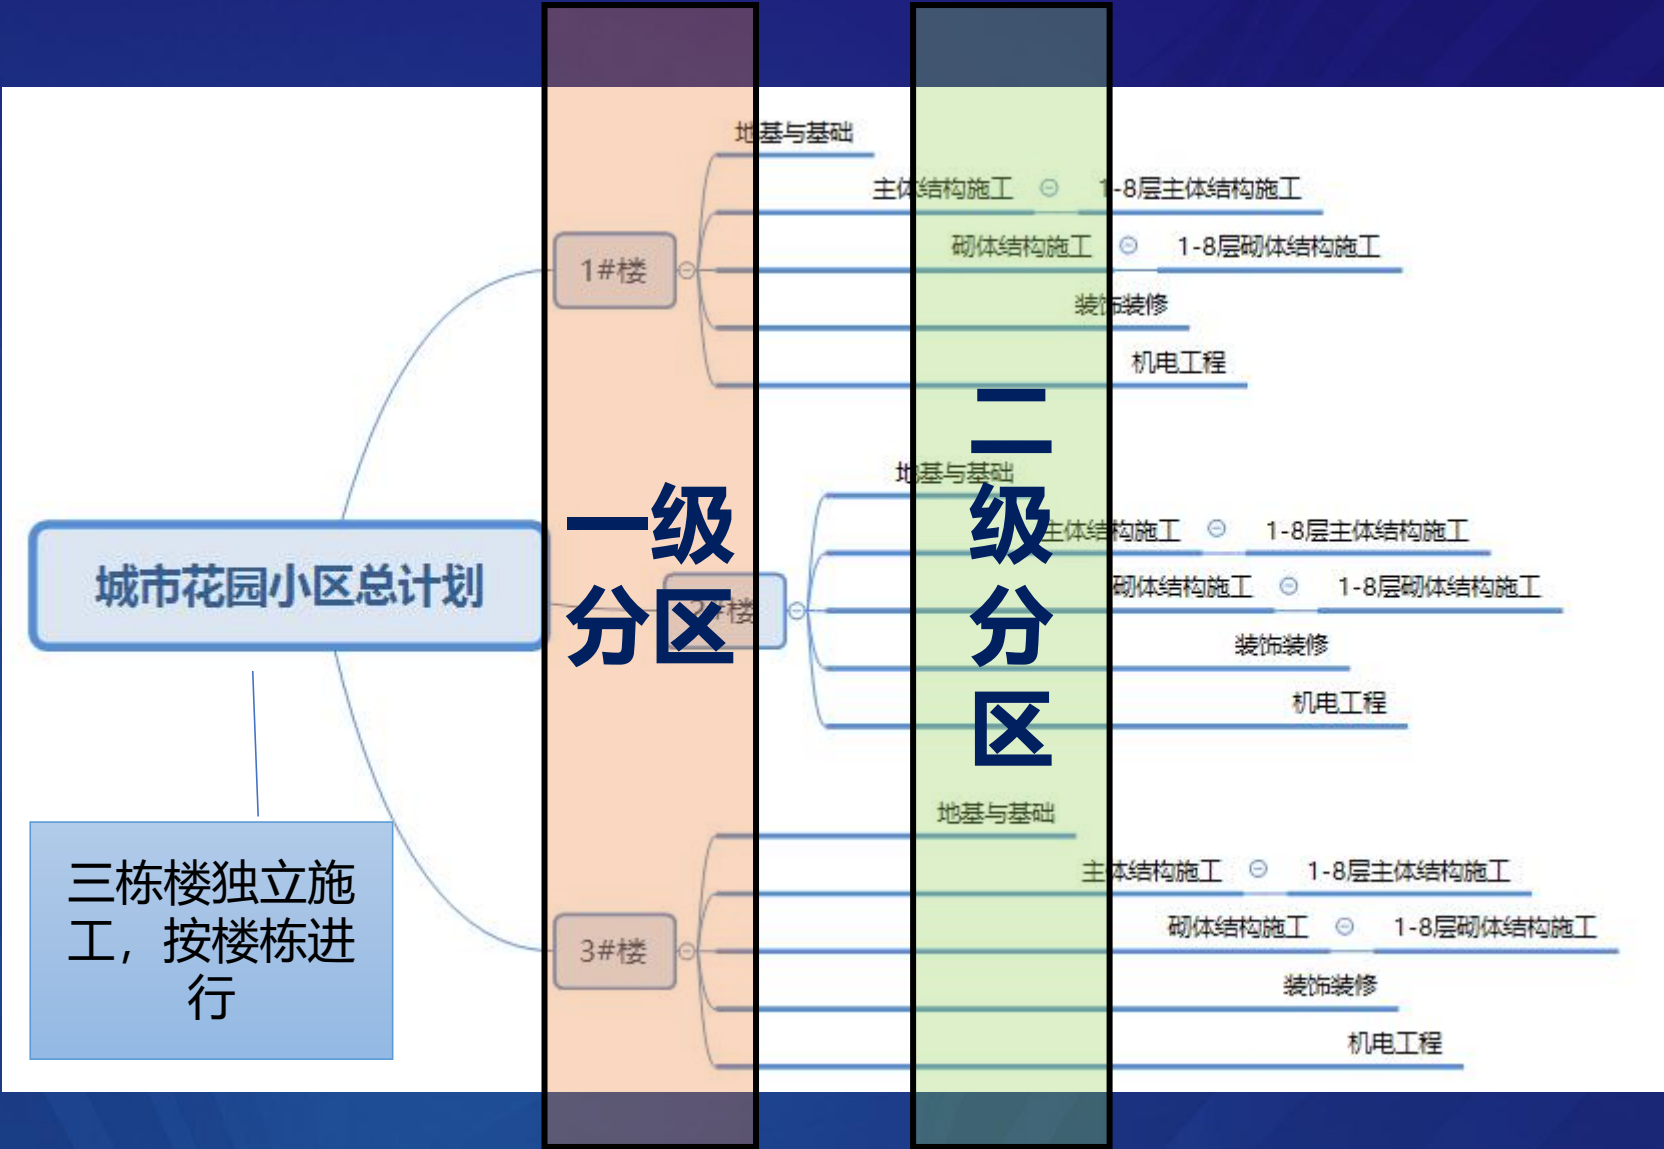 地基与基础
主体结构施工 1-8层主体结构施工
砌体结构施工 1-8层砌体结构施工
1#楼
装饰装修
机电工程
地基与基础
主体结构施工 1-8层主体结构施工
城市花园小区总计划
2#楼
砌体结构施工 1-8层砌体结构施工
装饰装修
机电工程
一级
分区
二
级
分
区
地基与基础
主体结构施工 1-8层主体结构施工
砌体结构施工 1-8层砌体结构施工
3#楼
装饰装修
机电工程
三栋楼独立施
工，按楼栋进
行